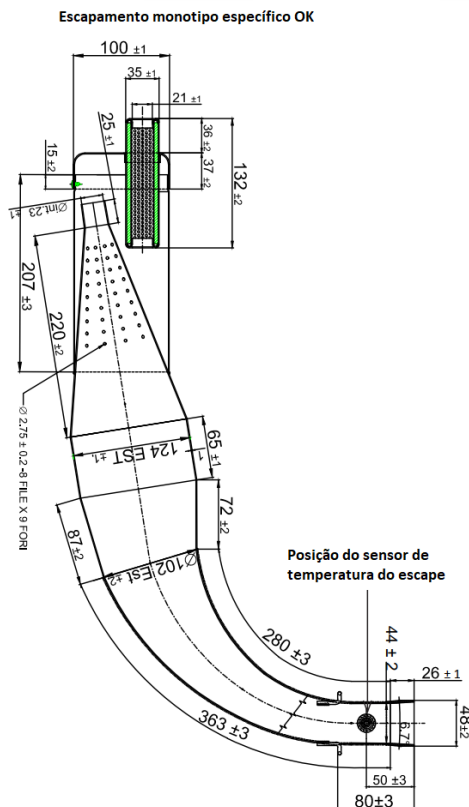 Escapamento monotipo específico OK
100 ±1
35 ±1
21 ±1
25 ±1
36 ±2
37 ±2
132 ±2
15 ±2
Øint.23 ±1
207 ±3
220 ±2
Ø 2,75 ± 0,2 -8 FILE X 9 FORI
124 EST ±1.
1
65 ±1
72 ±2
87 ±2
Ø102 Est ±2
Posição do sensor de
temperatura do escape
280 ±3
363 ±3
44 ± 2
26 ± 1
48 ±2
6.7°
50 ±3
80±3